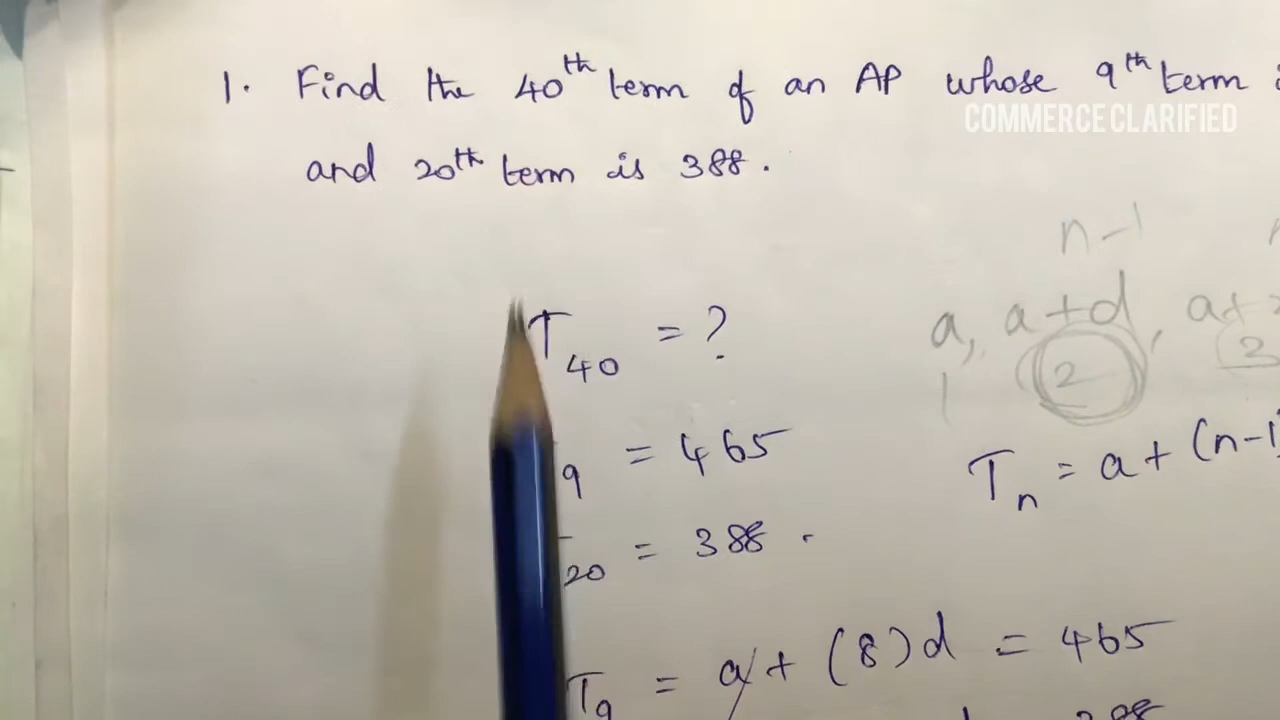 1. Find the 40th term of an AP whose 9th term
COMMERCE CLARIFIED
and 20th term is 388.
n-1
T40 = ?
a, a+d, a+
1 2
9 = 465
Tn = a + (n-1)
20 = 388.
T9 = a + (8)d = 465